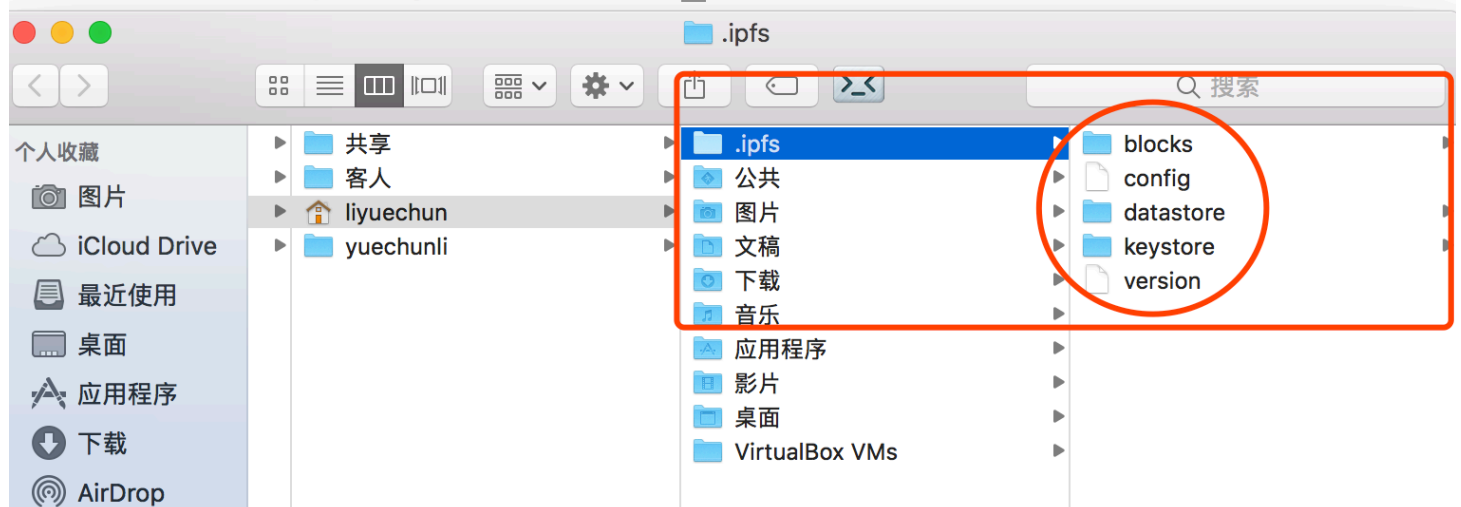 .ipfs
搜索
个人收藏
图片
iCloud Drive
最近使用
桌面
应用程序
下载
AirDrop
共享
客人
liyuechun
yuechunli
.ipfs
公共
图片
文稿
下载
音乐
应用程序
影片
桌面
VirtualBox VMs
blocks
config
datastore
keystore
version